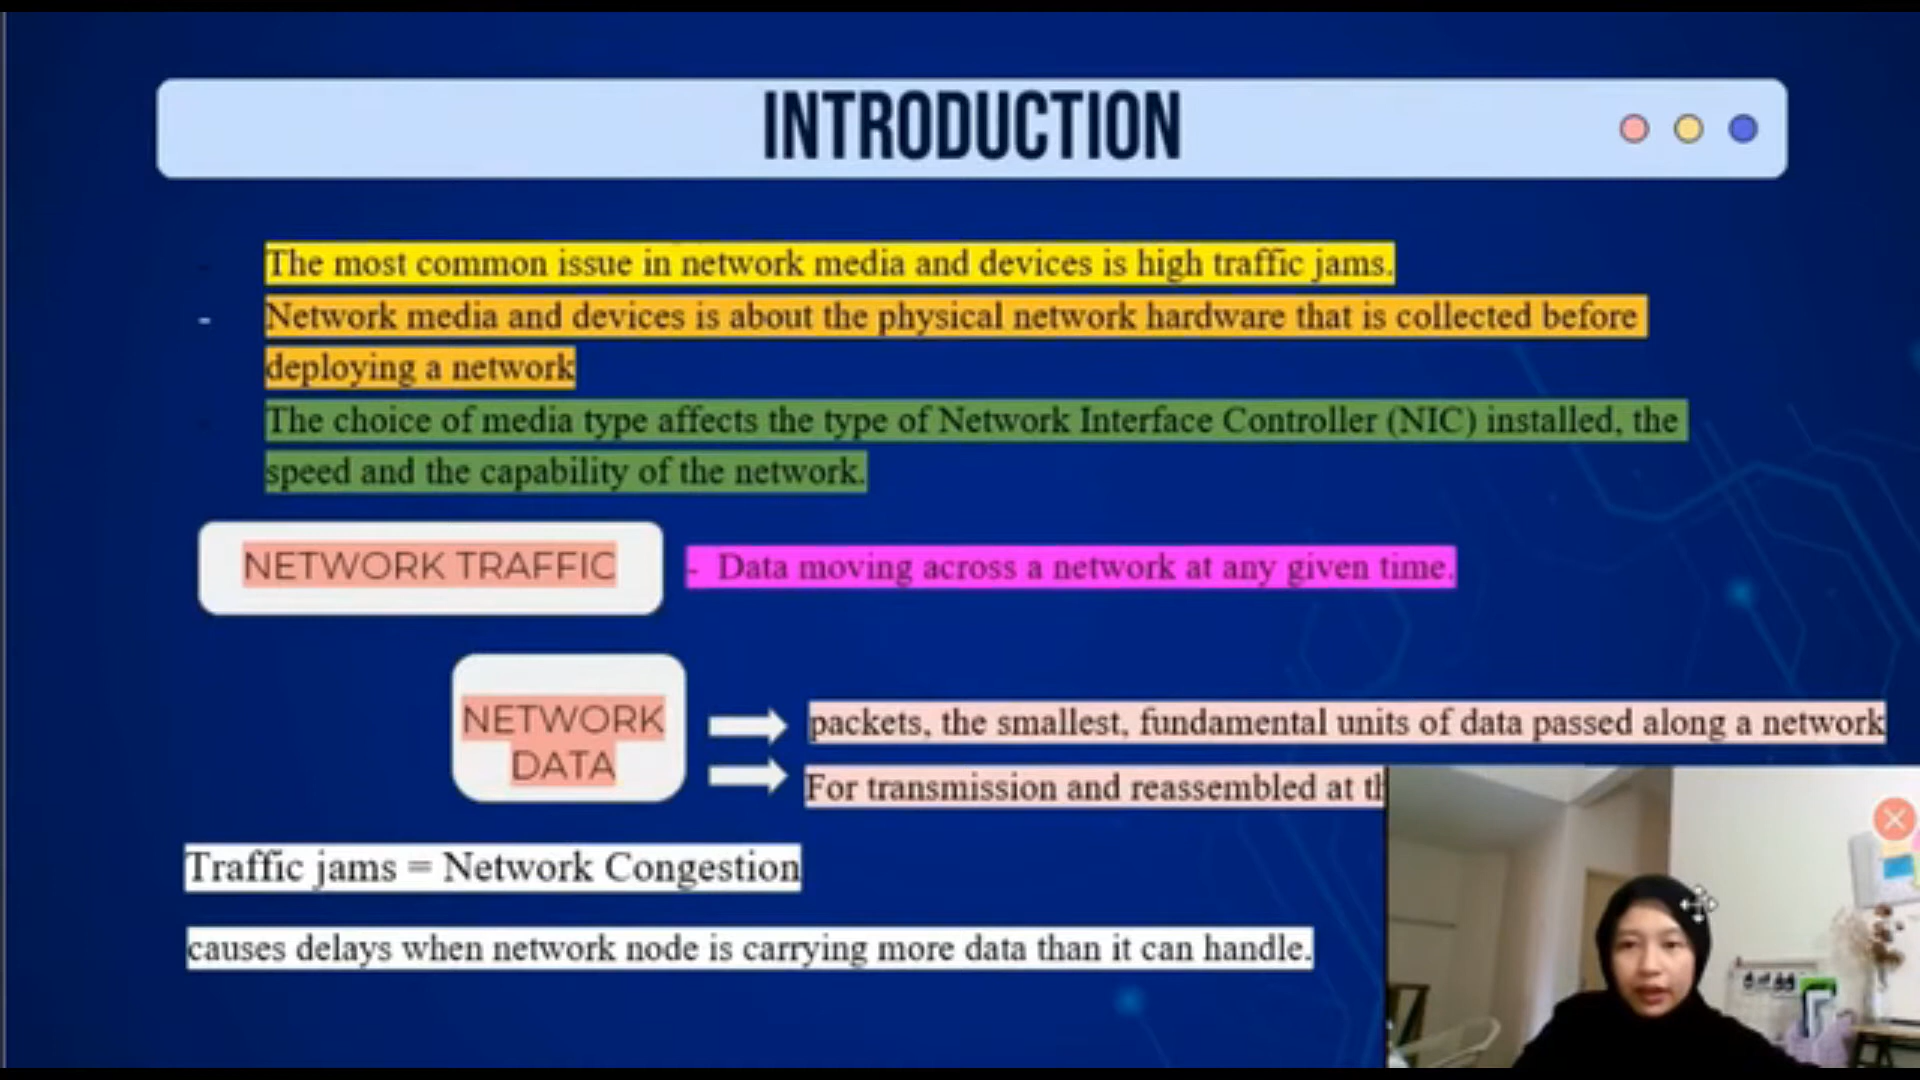 INTRODUCTION
The most common issue in network media and devices is high traffic jams.
- Network media and devices is about the physical network hardware that is collected before
deploying a network
The choice of media type affects the type of Network Interface Controller (NIC) installed, the
speed and the capability of the network.
NETWORK TRAFFIC
- Data moving across a network at any given time.
NETWORK
DATA
packets, the smallest, fundamental units of data passed along a network
For transmission and reassembled at
Traffic jams = Network Congestion
causes delays when network node is carrying more data than it can handle.